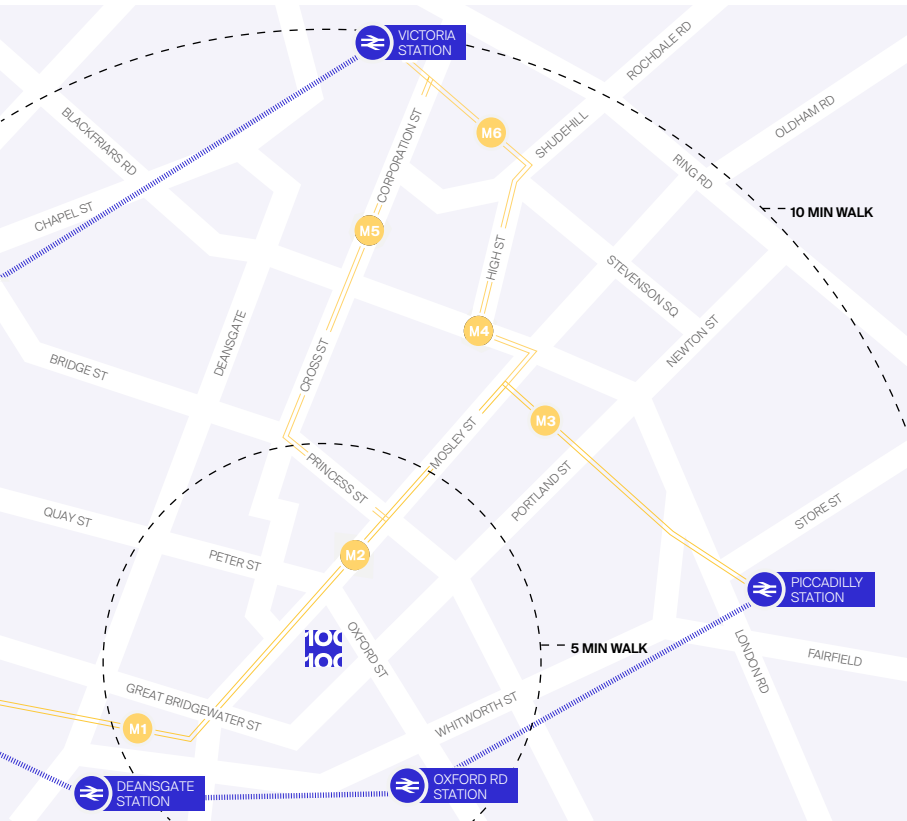 VICTORIA
STATION
ROCHDALE RD
BLACKFRIARS RD
M6
SHUDEHILL
OLDHAM RD
CORPORATION ST
RING RD
CHAPEL ST
10 MIN WALK
M5
HIGH ST
STEVENSON SQ
DEANSGATE
M4
NEWTON ST
BRIDGE ST
CROSS ST
M3
MOSLEY ST
PRINCESS ST
PORTLAND ST
QUAY ST
STORE ST
PETER ST
M2
PICCADILLY
STATION
100
100
OXFORD ST
5 MIN WALK
LONDON RD
FAIRFIELD
GREAT BRIDGEWATER ST
WHITWORTH ST
M1
DEANSGATE
STATION
OXFORD RD
STATION